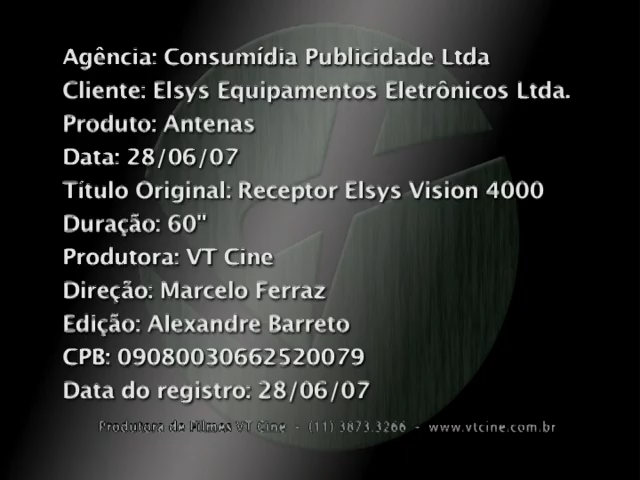 Agência: Consumídia Publicidade Ltda
Cliente: Elsys Equipamentos Eletrônicos Ltda.
Produto: Antenas
Data: 28/06/07
Título Original: Receptor Elsys Vision 4000
Duração: 60"
Produtora: VT Cine
Direção: Marcelo Ferraz
Edição: Alexandre Barreto
CPB: 09080030662520079
Data do registro: 28/06/07
Produtora de Filmes VT Cine - (11) 3873.3266 - www.vtcine.com.br